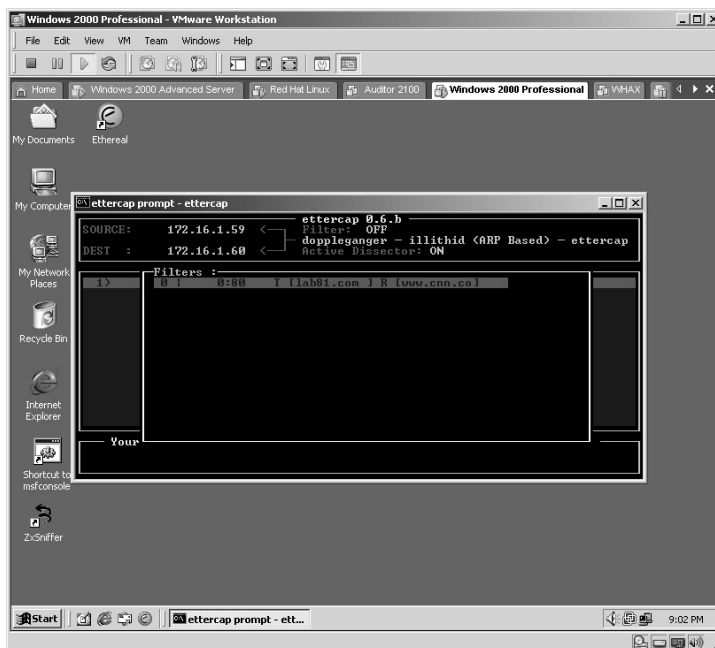 Windows 2000 Professional - VMware Workstation
File Edit View VM Team Windows Help
Home Windows 2000 Advanced Server Red Hat Linux Auditor 2100 Windows 2000 Professional WHAX
My Documents
Ethereal
My Computer
ettercap prompt - ettercap
ettercap 0.6.b
SOURCE: 172.16.1.59 Filter: OFF
doppleganger - illithid (ARP Based) - ettercap
DEST : 172.16.1.60 Active Dissector: ON
My Network Places
Filters :
1) 0 | 0:80 T [lab81.com ] R [www.cnn.co]
Recycle Bin
Internet Explorer
Your
Shortcut to msfconsole
ZxSniffer
Start ettercap prompt - ett... 9:02 PM